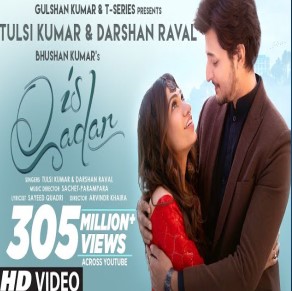 GULSHAN KUMAR & T-SERIES PRESENTS
TULSI KUMAR & DARSHAN RAVAL
BHUSHAN KUMAR's
is Qadar
SINGERS TULSI KUMAR & DARSHAN RAVAL
MUSIC DIRECTOR SACHET-PARAMPARA
LYRICIST SAYEED QUADRI DIRECTOR ARVINDR KHAIRA
305 MILLION+
VIEWS
ACROSS YOUTUBE
HD VIDEO